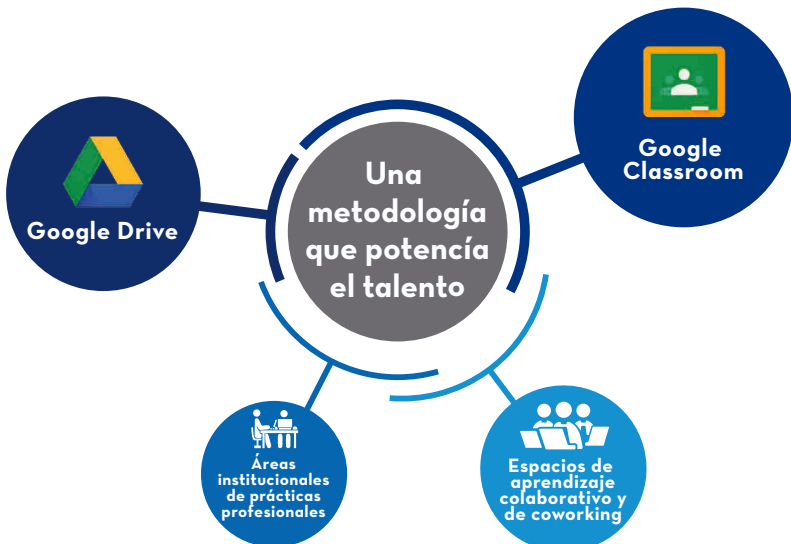 Una
metodología
que potencía
el talento
Google Drive
Google
Classroom
Áreas
institucionales
de prácticas
profesionales
Espacios de
aprendizaje
colaborativo y
de coworking